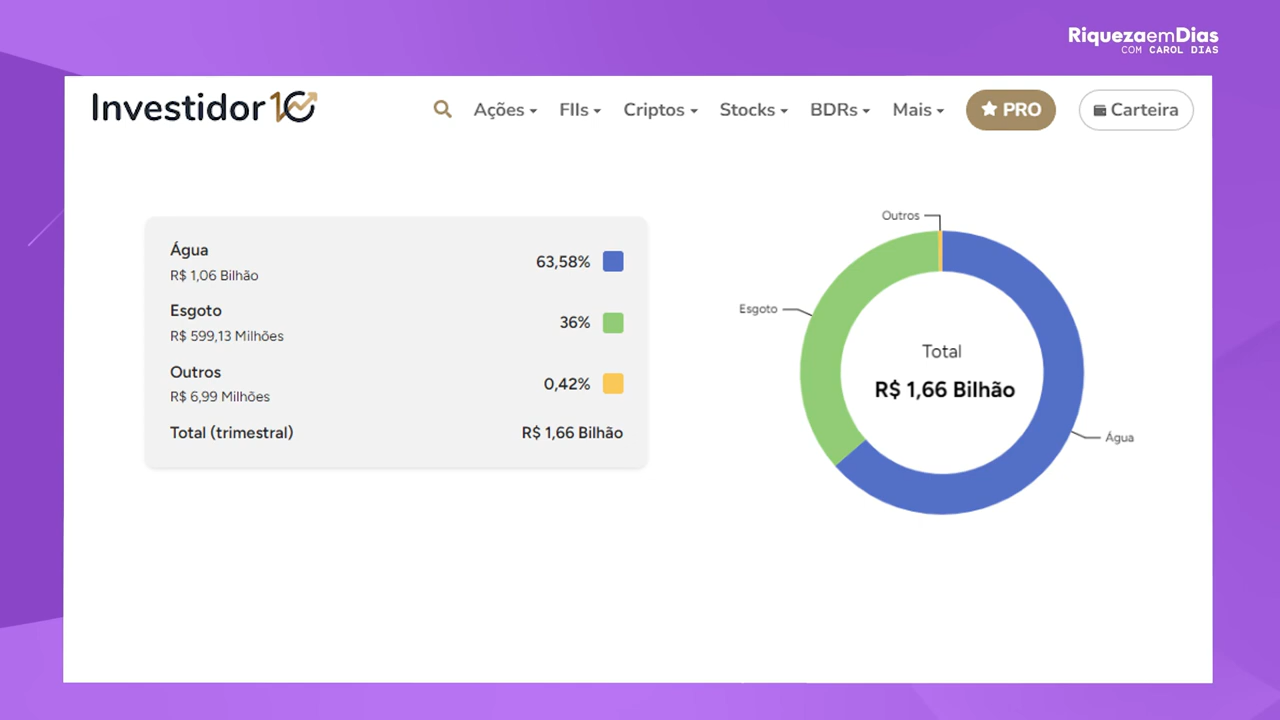 RiquezaemDias
COM CAROL DIAS
Investidor10
Ações
FIIs
Criptos
Stocks
BDRs
Mais
PRO
Carteira
Água
63,58%
R$ 1,06 Bilhão
Esgoto
36%
R$ 599,13 Milhões
Outros
0,42%
R$ 6,99 Milhões
Total (trimestral)
R$ 1,66 Bilhão
Outros
Esgoto
Total
R$ 1,66 Bilhão
Água